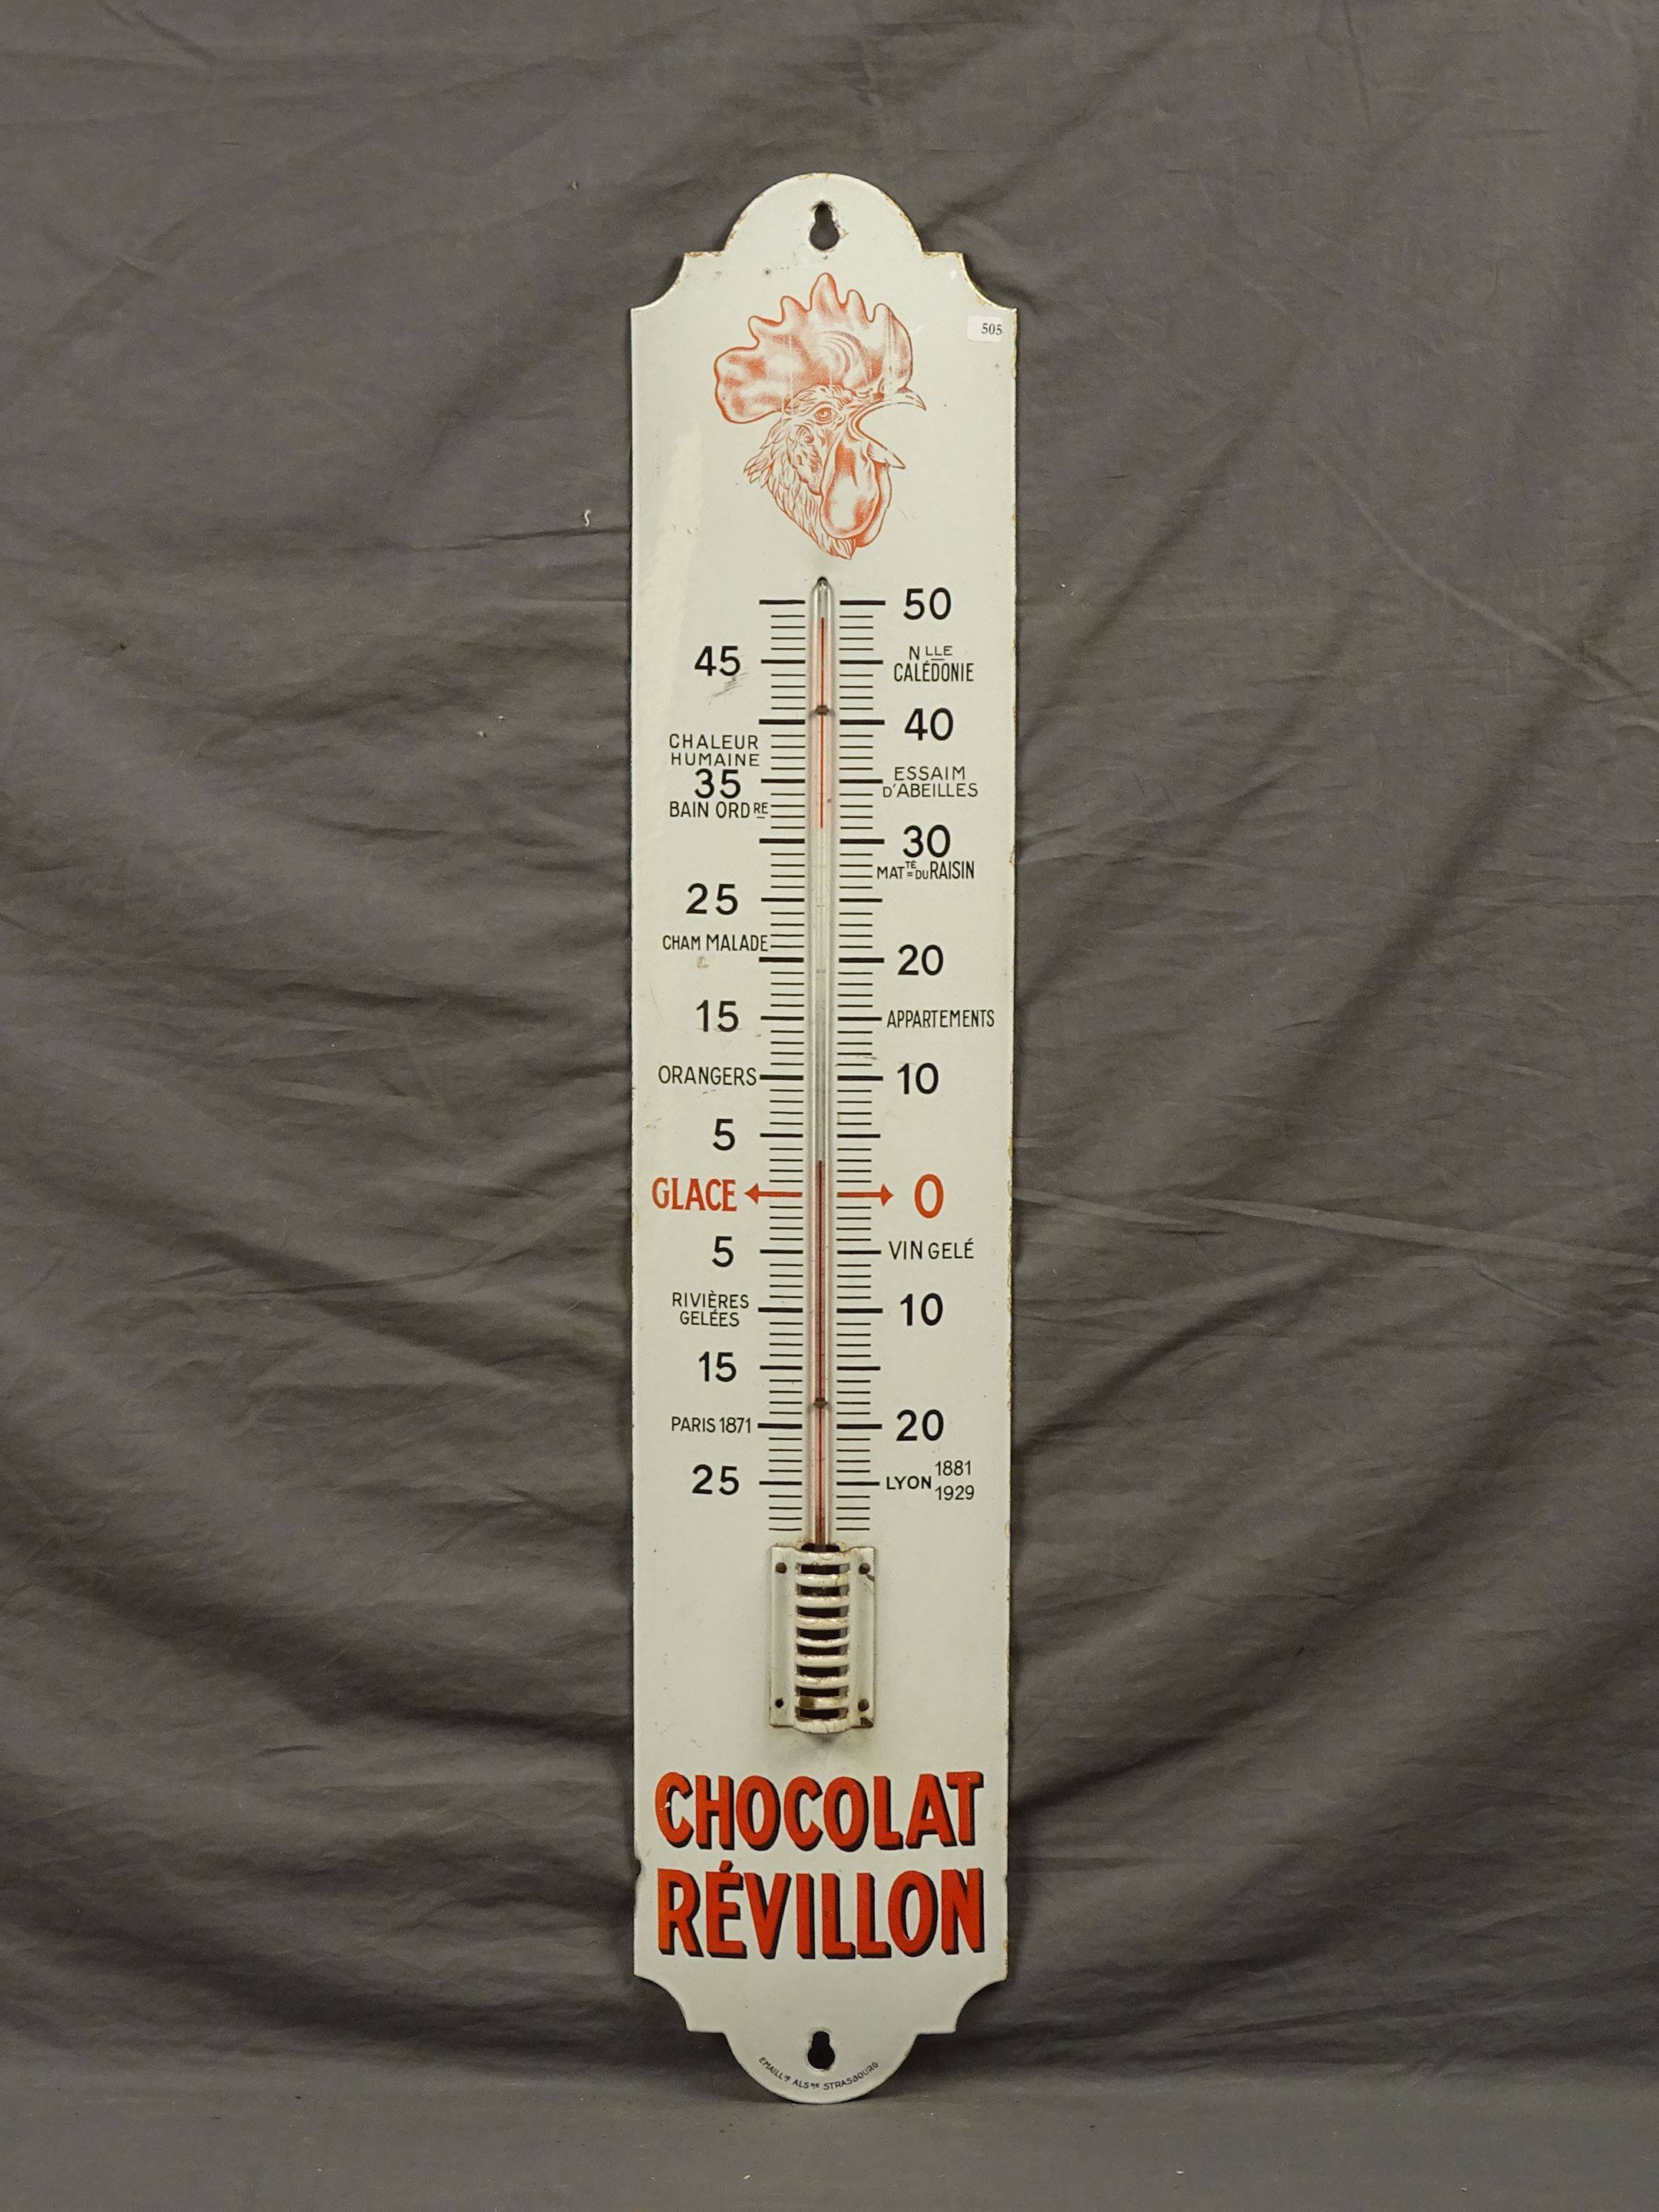 505
50
45 NLLE CALÉDONIE
40
CHALEUR
HUMAINE
35 ESSAIM
D'ABEILLES
BAIN ORDRE
30
MATTÉ DU RAISIN
25
CHAM MALADE
20
15 APPARTEMENTS
ORANGERS 10
5
GLACE 0
5 VIN GELÉ
RIVIÈRES
GELÉES 10
15
PARIS 1871 20
25 LYON 1881
1929
CHOCOLAT
RÉVILLON
EMAILLIE ALSNE STRASBOURG